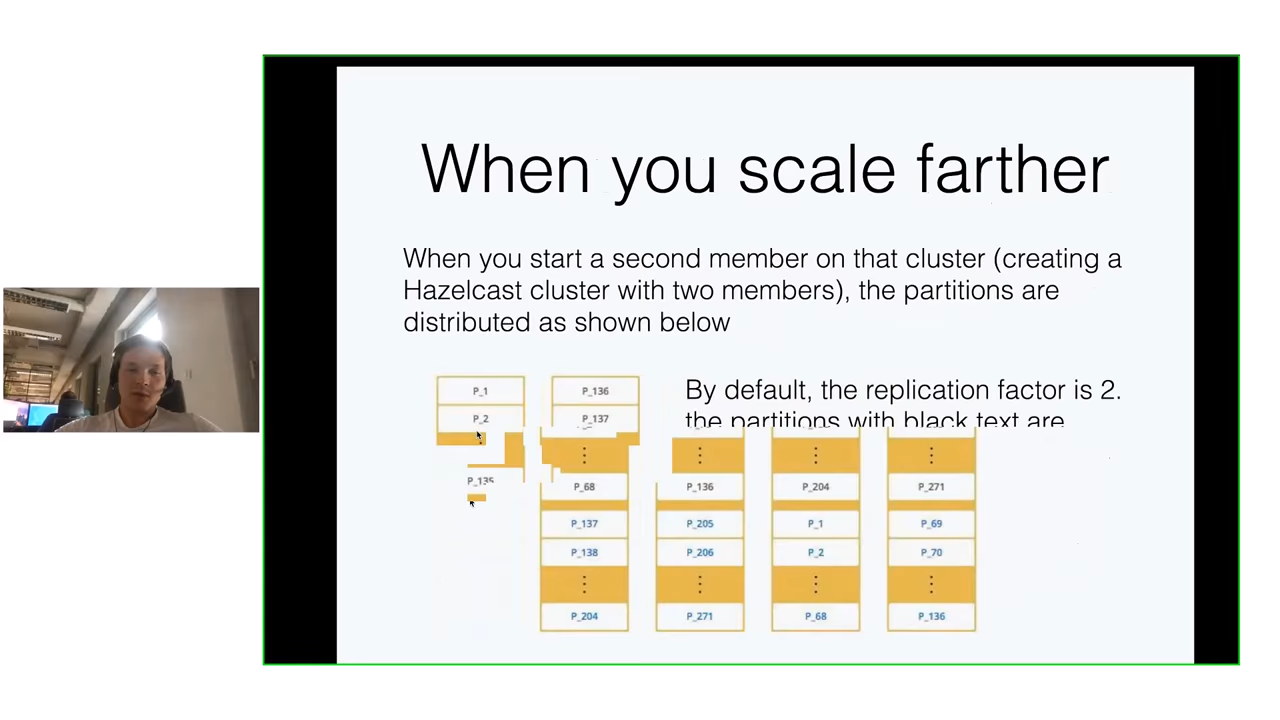 When you scale farther
When you start a second member on that cluster (creating a
Hazelcast cluster with two members), the partitions are
distributed as shown below
P_1 P_136
P_2 P_137
By default, the replication factor is 2.
the partitions with black text are
P_135
P_68 P_136 P_204 P_271
P_137 P_205 P_1 P_69
P_138 P_206 P_2 P_70
P_204 P_271 P_68 P_136